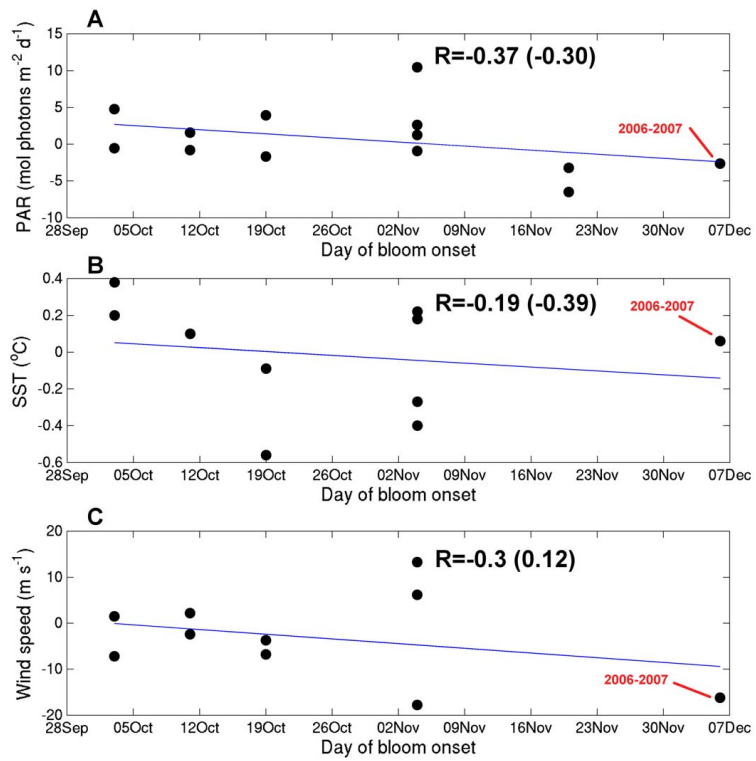 A
R=-0.37 (-0.30)
2006-2007
PAR (mol photons m⁻² d⁻¹)
15
10
5
0
-5
-10
28Sep 05Oct 12Oct 19Oct 26Oct 02Nov 09Nov 16Nov 23Nov 30Nov 07Dec
Day of bloom onset
B
R=-0.19 (-0.39)
2006-2007
SST (°C)
0.4
0.2
0
-0.2
-0.4
-0.6
28Sep 05Oct 12Oct 19Oct 26Oct 02Nov 09Nov 16Nov 23Nov 30Nov 07Dec
Day of bloom onset
C
R=-0.3 (0.12)
2006-2007
Wind speed (m s⁻¹)
20
10
0
-10
-20
28Sep 05Oct 12Oct 19Oct 26Oct 02Nov 09Nov 16Nov 23Nov 30Nov 07Dec
Day of bloom onset